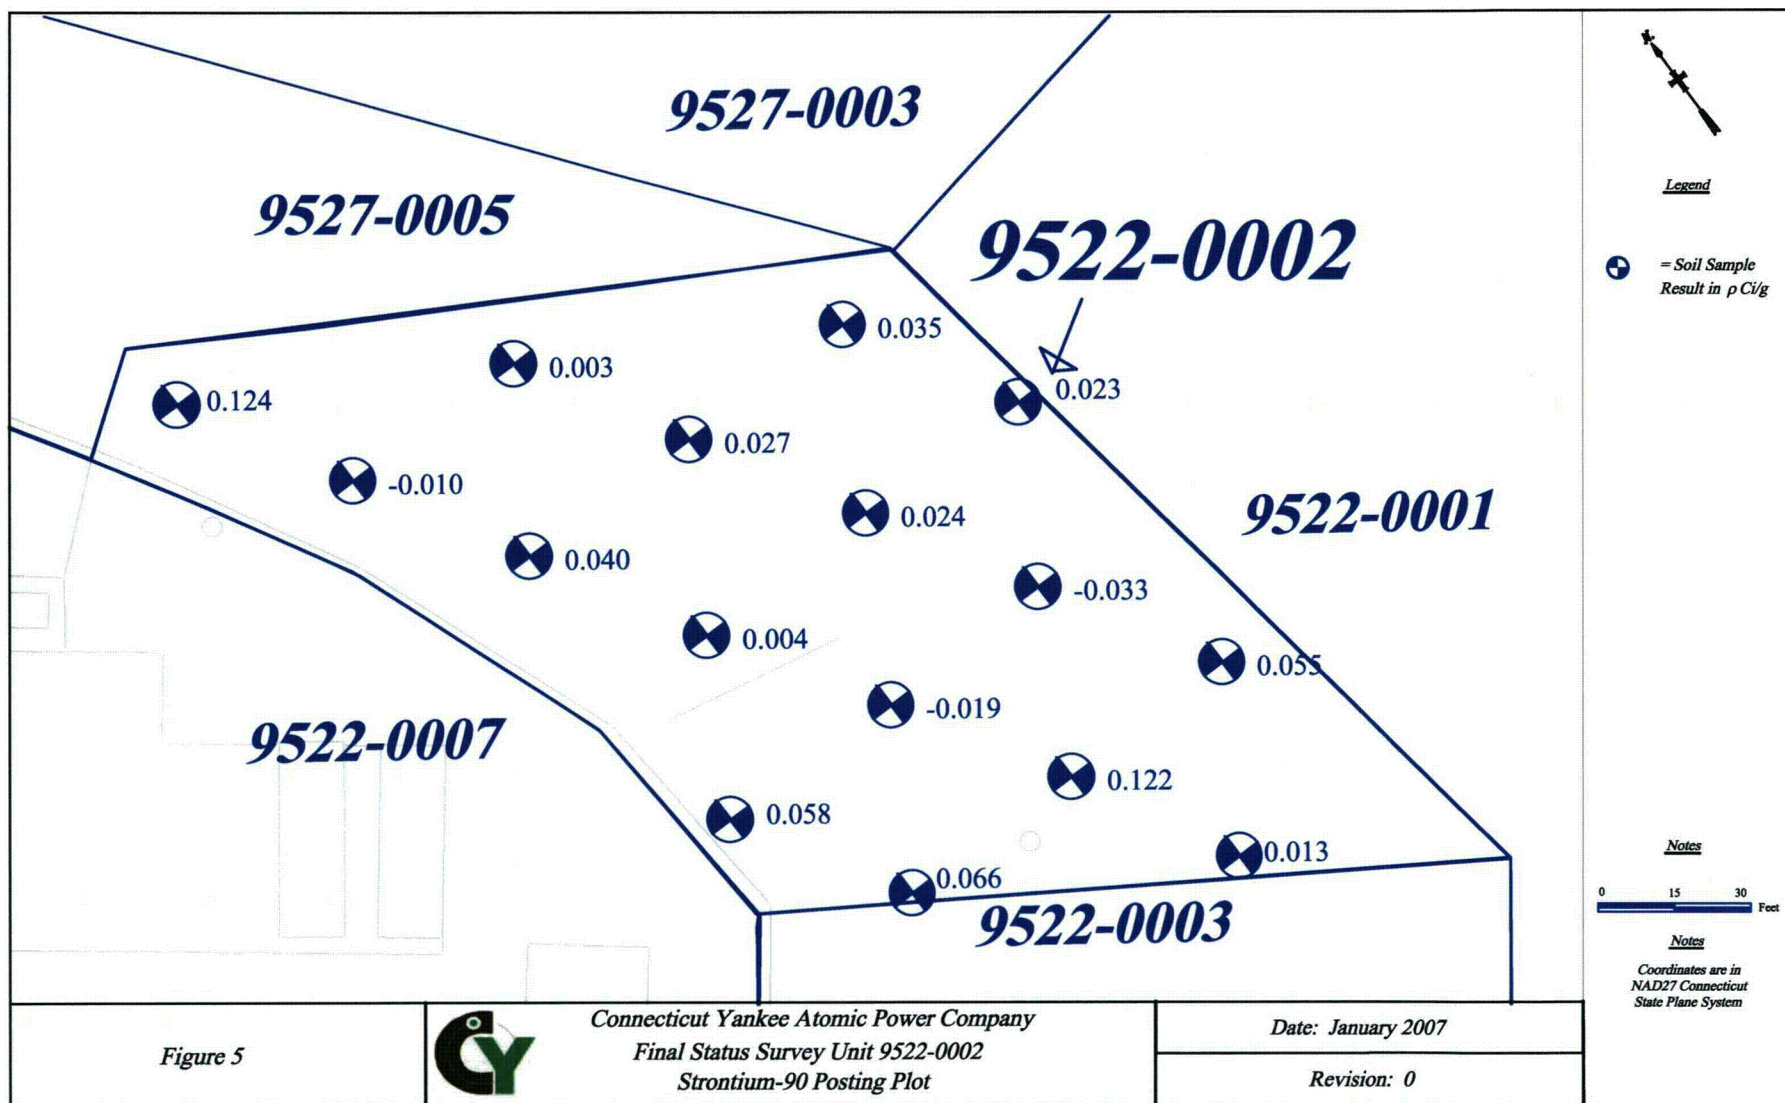 9527-0003
9527-0005
9522-0002
0.035
0.003
0.023
0.124
0.027
-0.010
0.024
9522-0001
0.040
-0.033
0.004
0.055
-0.019
9522-0007
0.122
0.058
0.013
0.066
9522-0003
Legend
= Soil Sample
Result in ρ Ci/g
Notes
0 15 30
Feet
Notes
Coordinates are in
NAD27 Connecticut
State Plane System
Figure 5
CY
Connecticut Yankee Atomic Power Company
Final Status Survey Unit 9522-0002
Strontium-90 Posting Plot
Date: January 2007
Revision: 0